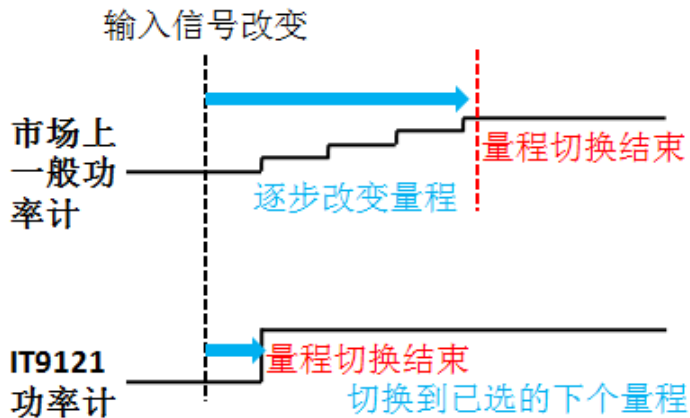 输入信号改变
市场上
一般功
率计
量程切换结束
逐步改变量程
IT9121
功率计
量程切换结束
切换到已选的下个量程